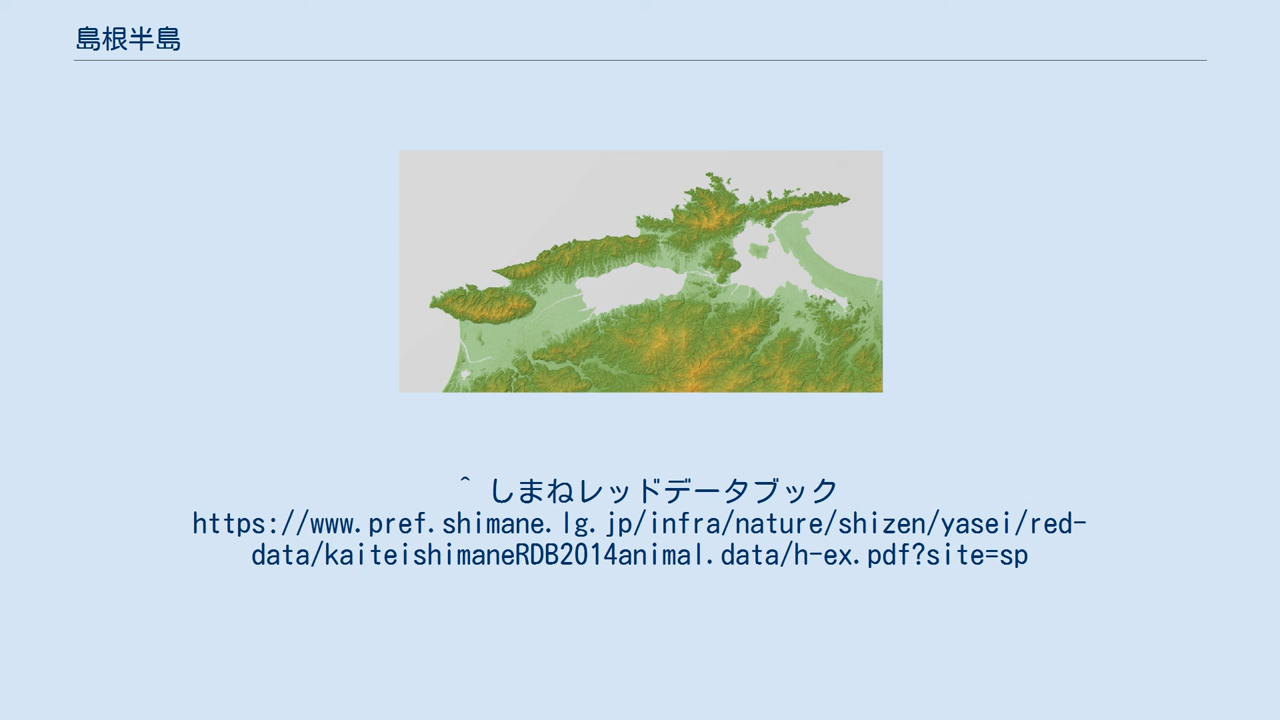 島根半島
^ しまねレッドデータブック
https://www.pref.shimane.lg.jp/infra/nature/shizen/yasei/red-
data/kaiteishimaneRDB2014animal.data/h-ex.pdf?site=sp